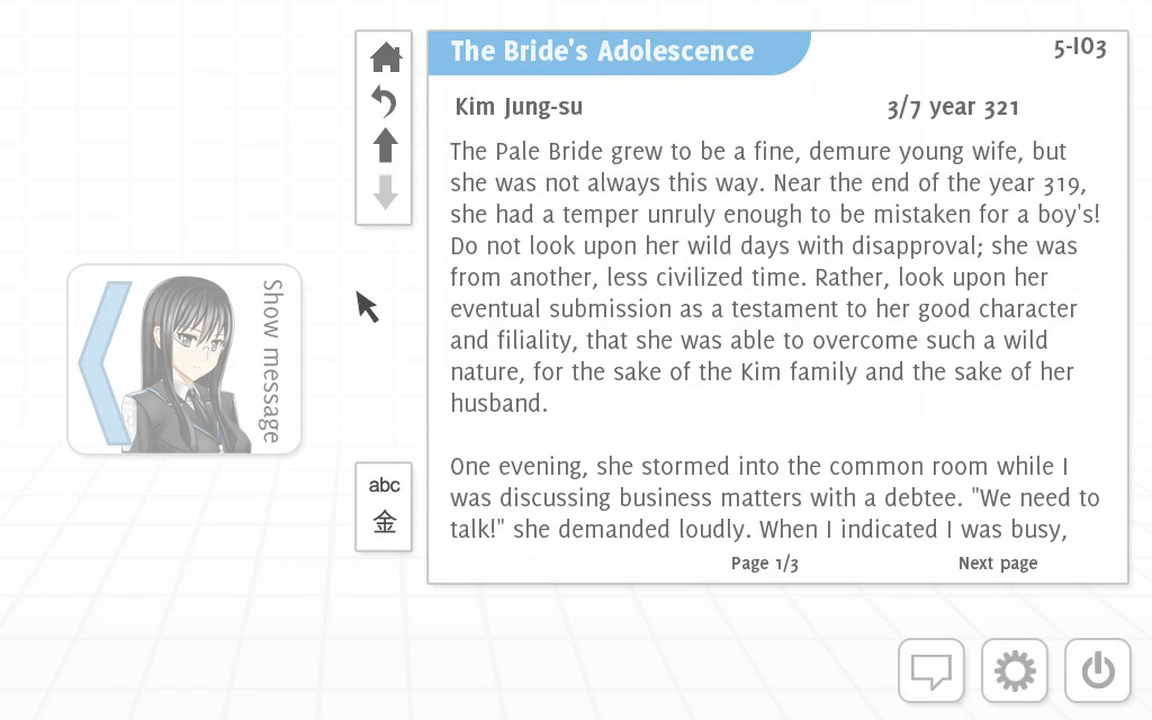 The Bride's Adolescence
5-103
Kim Jung-su
3/7 year 321
The Pale Bride grew to be a fine, demure young wife, but
she was not always this way. Near the end of the year 319,
she had a temper unruly enough to be mistaken for a boy's!
Do not look upon her wild days with disapproval; she was
from another, less civilized time. Rather, look upon her
eventual submission as a testament to her good character
and filiality, that she was able to overcome such a wild
nature, for the sake of the Kim family and the sake of her
husband.
One evening, she stormed into the common room while I
was discussing business matters with a debtee. "We need to
talk!" she demanded loudly. When I indicated I was busy,
Page 1/3
Next page
Show message
abc
金